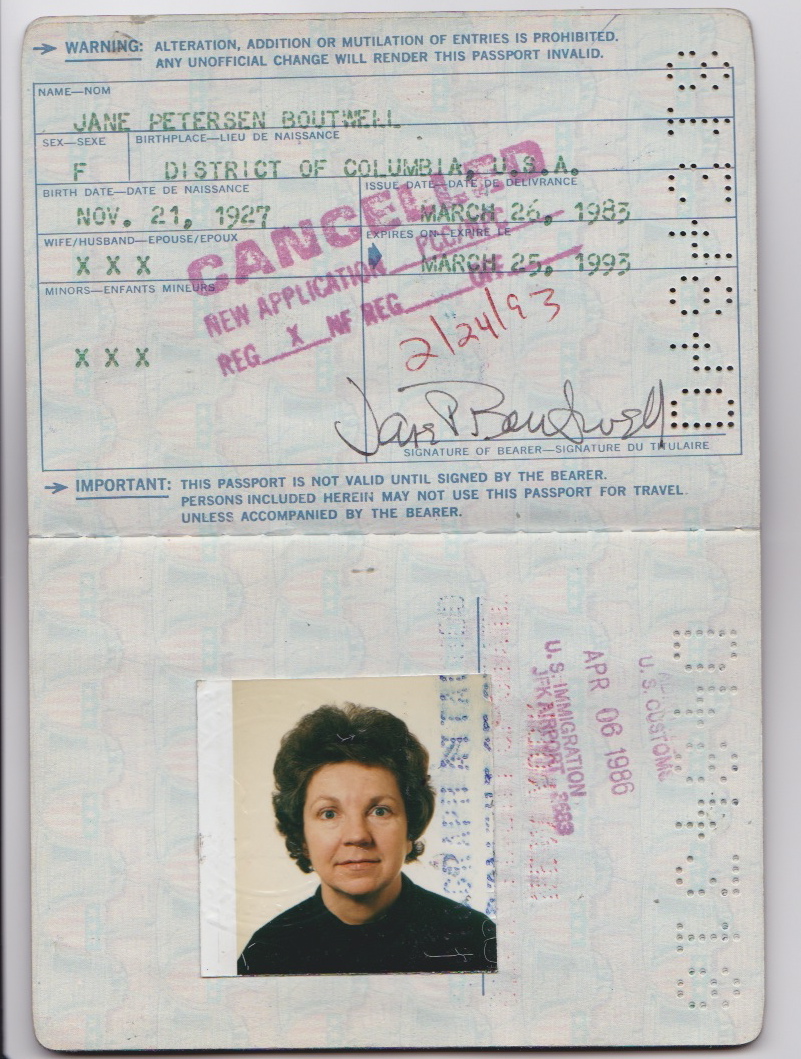 WARNING: ALTERATION, ADDITION OR MUTILATION OF ENTRIES IS PROHIBITED.
ANY UNOFFICIAL CHANGE WILL RENDER THIS PASSPORT INVALID.
NAME—NOM
JANE PETERSEN BOUTWELL
SEX—SEXE
BIRTHPLACE—LIEU DE NAISSANCE
F
DISTRICT OF COLUMBIA, U.S.A.
BIRTH DATE—DATE DE NAISSANCE
ISSUE DATE—DATE DE DELIVRANCE
NOV. 21, 1927
MARCH 26, 1983
WIFE/HUSBAND—EPOUSE/EPOUX
EXPIRES ON—EXPIRE LE
X X X
MARCH 25, 1993
MINORS—ENFANTS MINEURS
X X X
CANCELLED
NEW APPLICATION
REG X NF REG
2/24/93
Jane P. Boutwell
SIGNATURE OF BEARER—SIGNATURE DU TITULAIRE
IMPORTANT: THIS PASSPORT IS NOT VALID UNTIL SIGNED BY THE BEARER.
PERSONS INCLUDED HEREIN MAY NOT USE THIS PASSPORT FOR TRAVEL
UNLESS ACCOMPANIED BY THE BEARER.
U.S. CUSTOMS
APR 06 1986
U.S. IMMIGRATION
JFK AIRPORT